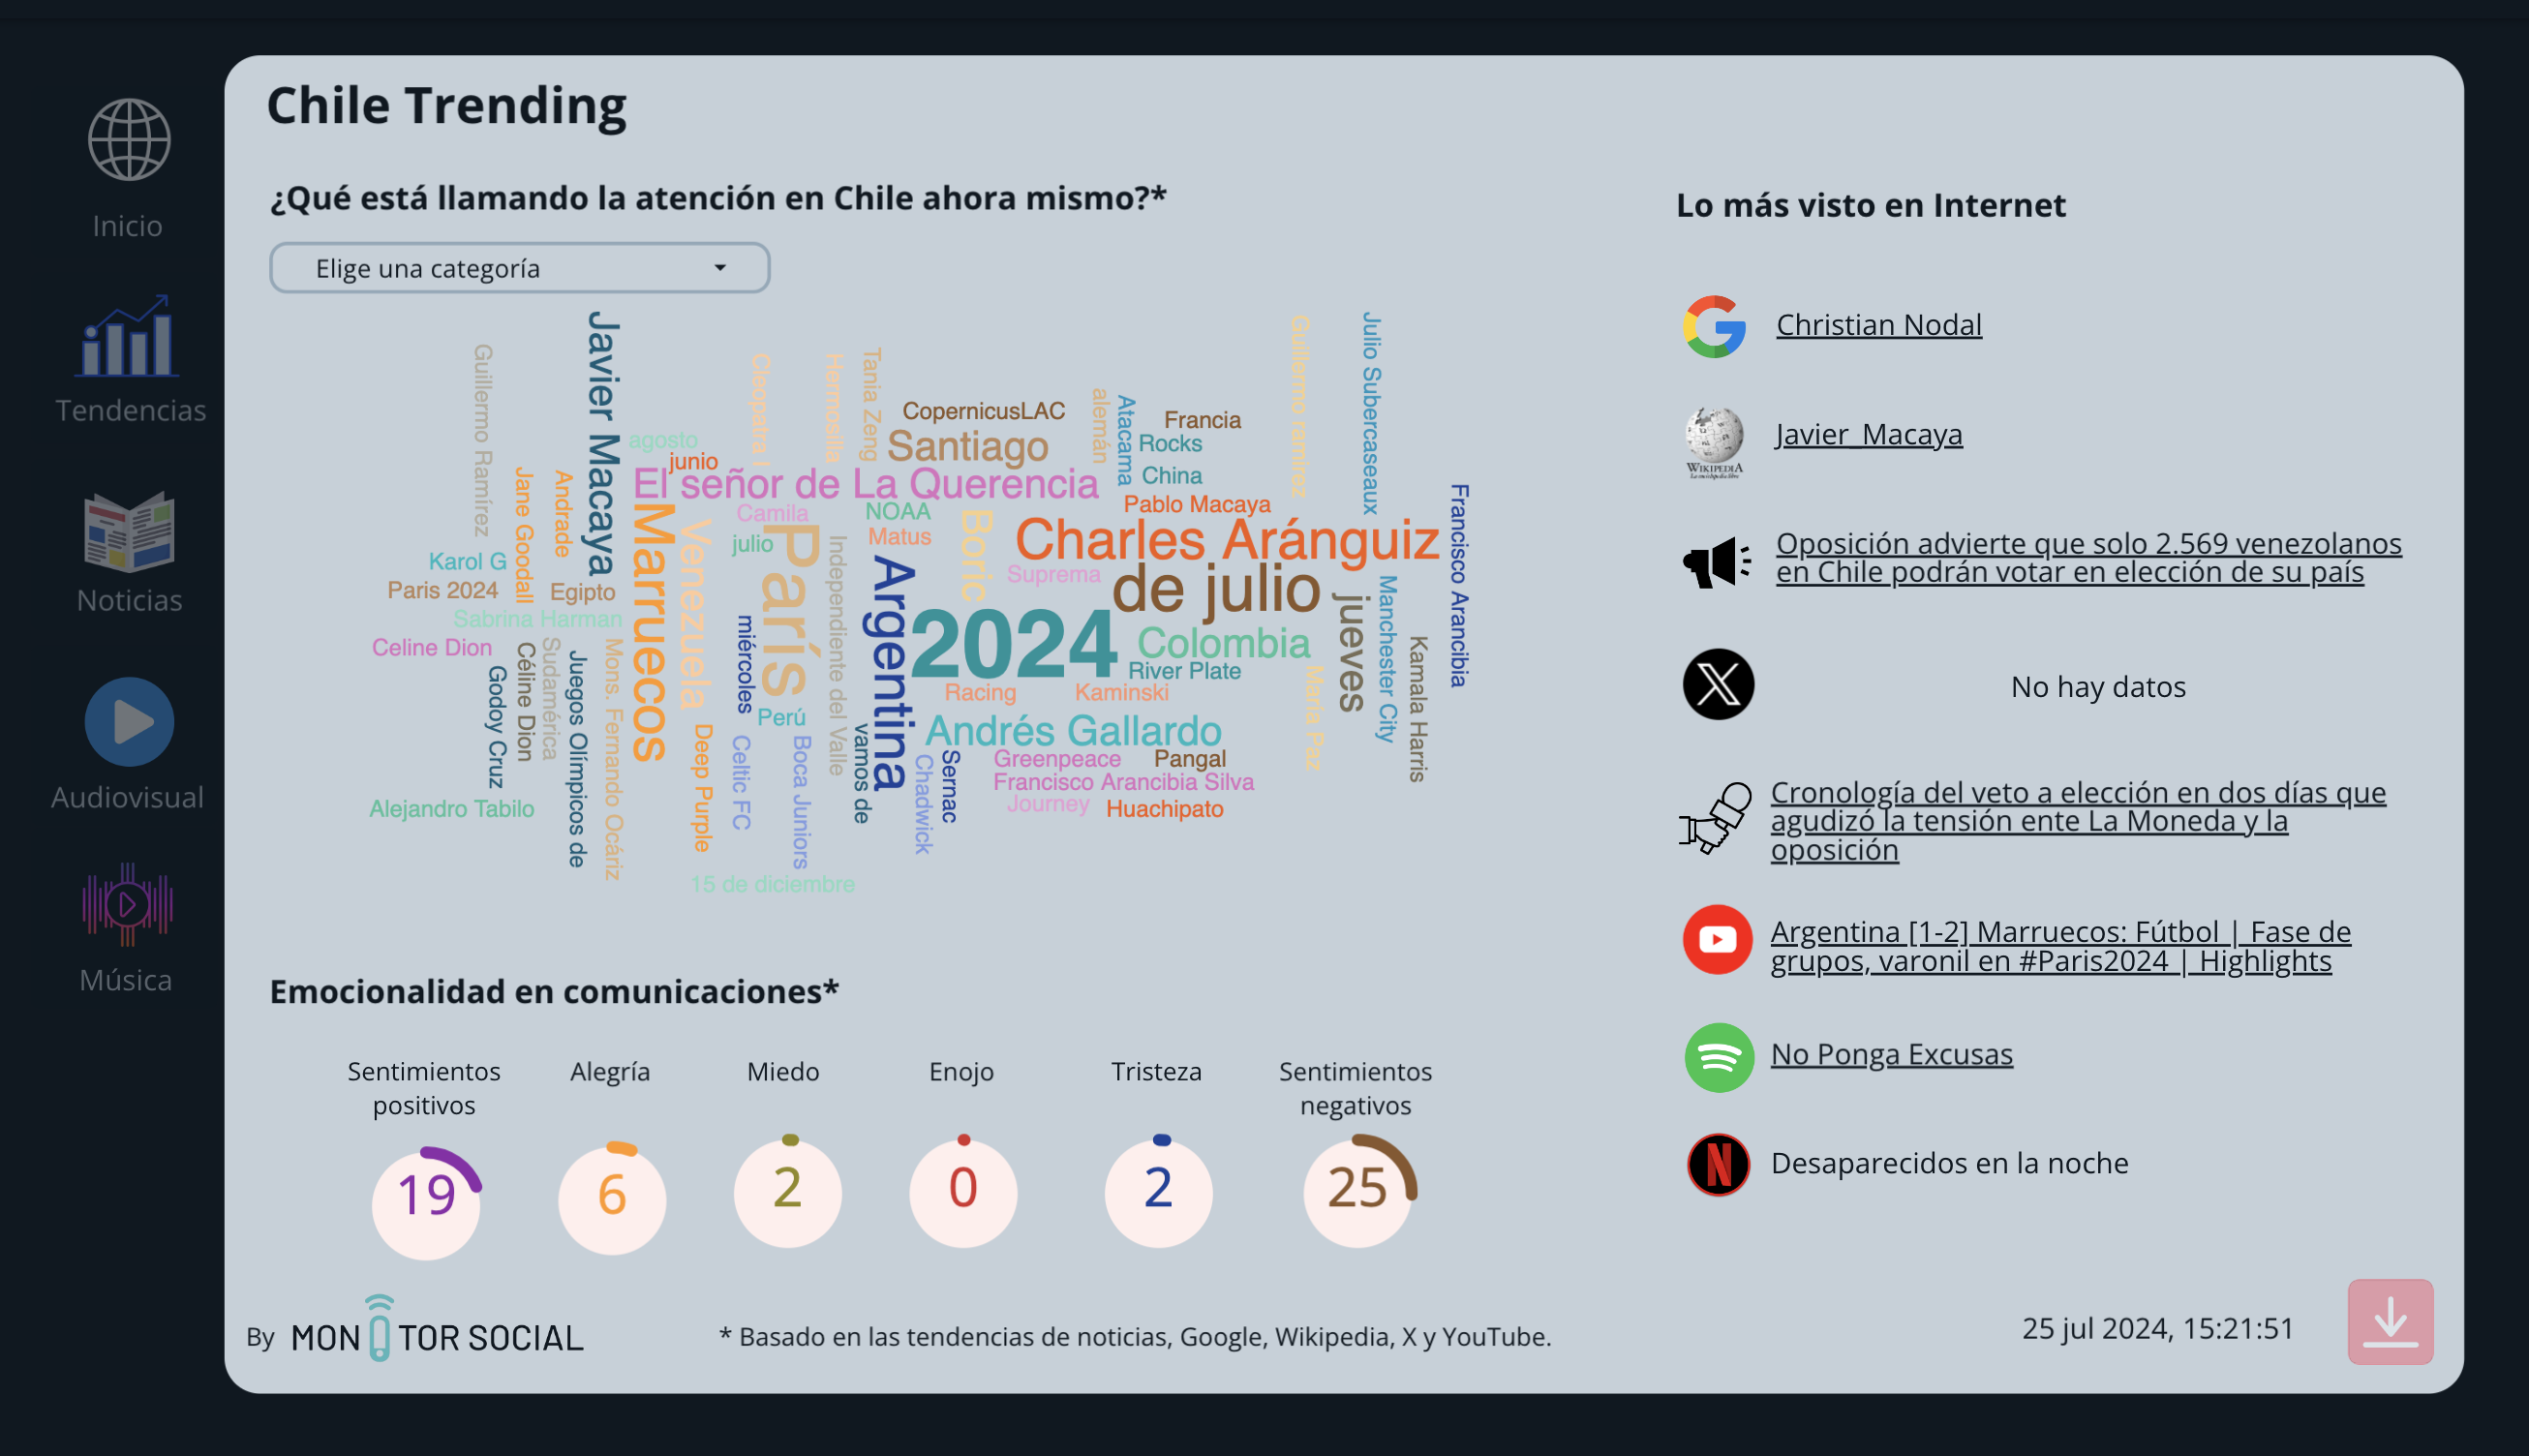 Chile Trending
Inicio
Tendencias
Noticias
Audiovisual
Música
¿Qué está llamando la atención en Chile ahora mismo?*
Elige una categoría
Guillermo Ramírez
Javier Macaya
Cleopatra I
Hermosilla
Tania Zeng
CopernicusLAC
alemán
Atacama
Francia
Guillermo ramirez
Julio Subercaseaux
agosto
Santiago
Rocks
junio
El señor de La Querencia
China
Jane Goodall
Andrade
Pablo Macaya
Francisco Arancibia
Marruecos
Venezuela
Camila
NOAA
Boric
Charles Aránguiz
París
julio
Matus
Independiente del Valle
Argentina
Suprema
de julio
Karol G
Paris 2024
Egipto
Sabrina Harman
Celine Dion
2024
Colombia
jueves
Manchester City
Kamala Harris
miércoles
River Plate
Racing
Kaminski
Maria Paz
Godoy Cruz
Céline Dion
Sudamérica
Juegos Olímpicos de
Mons. Fernando Ocáriz
Deep Purple
Perú
Celtic FC
Boca Juniors
vamos de
Andrés Gallardo
Chadwick
Sernac
Greenpeace
Pangal
Francisco Arancibia Silva
Journey
Huachipato
Alejandro Tabilo
15 de diciembre
Lo más visto en Internet
Christian Nodal
WIKIPEDIA
La enciclopedia libre
Javier_Macaya
Oposición advierte que solo 2.569 venezolanos
en Chile podrán votar en elección de su país
No hay datos
Cronología del veto a elección en dos días que
agudizó la tensión ente La Moneda y la
oposición
Argentina [1-2] Marruecos: Fútbol | Fase de
grupos, varonil en #Paris2024 | Highlights
No Ponga Excusas
Desaparecidos en la noche
Emocionalidad en comunicaciones*
Sentimientos
positivos
Alegría
Miedo
Enojo
Tristeza
Sentimientos
negativos
19
6
2
0
2
25
By MONITOR SOCIAL
* Basado en las tendencias de noticias, Google, Wikipedia, X y YouTube.
25 jul 2024, 15:21:51